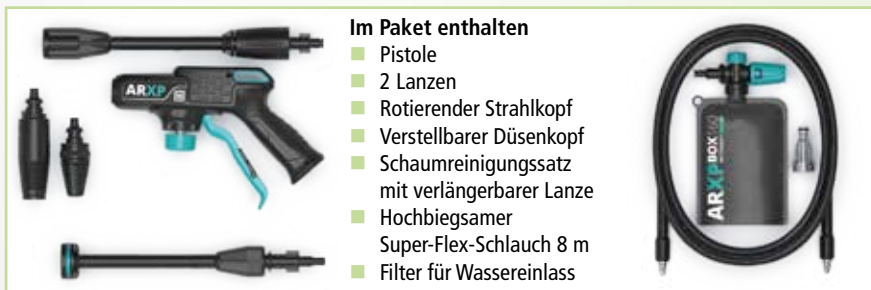 Im Paket enthalten
Pistole
2 Lanzen
Rotierender Strahlkopf
Verstellbarer Düsenkopf
Schaumreinigungssatz
mit verlängerbarer Lanze
Hochbiegsamer
Super-Flex-Schlauch 8 m
Filter für Wassereinlass
ARXP
ARXP BOX